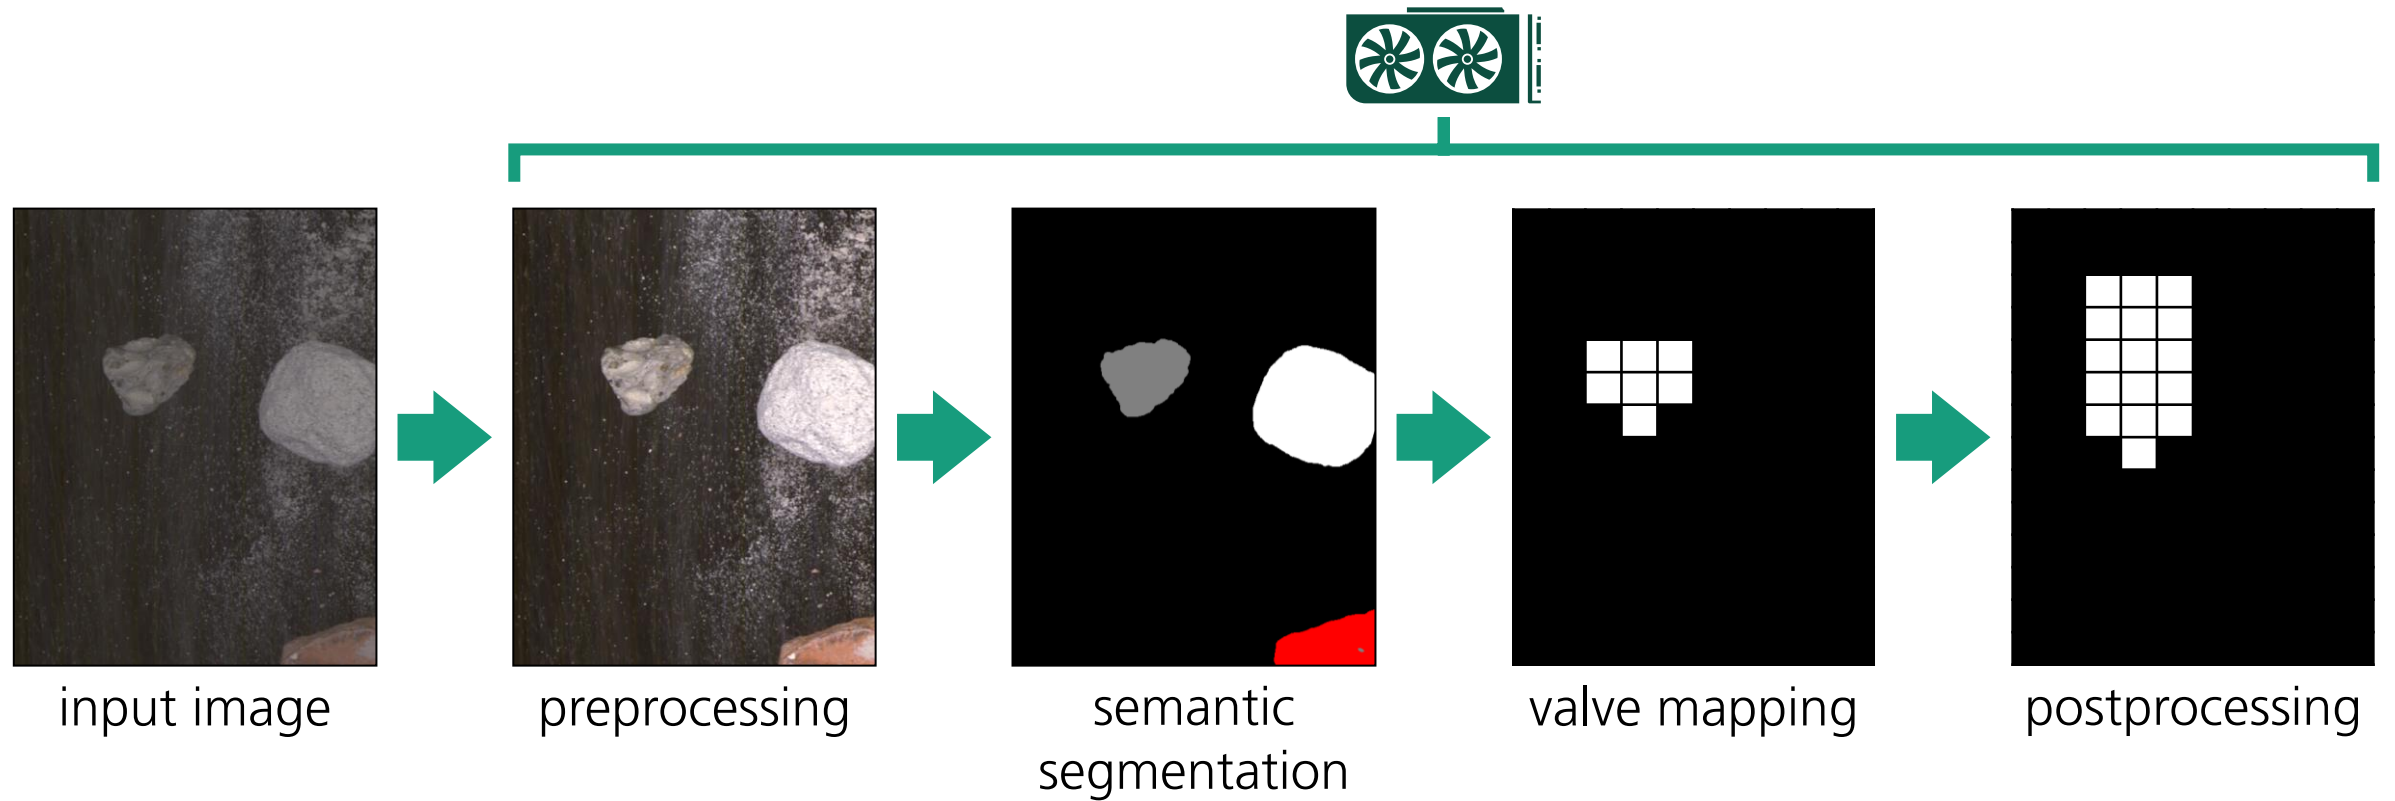 input image
preprocessing
semantic
segmentation
valve mapping
postprocessing